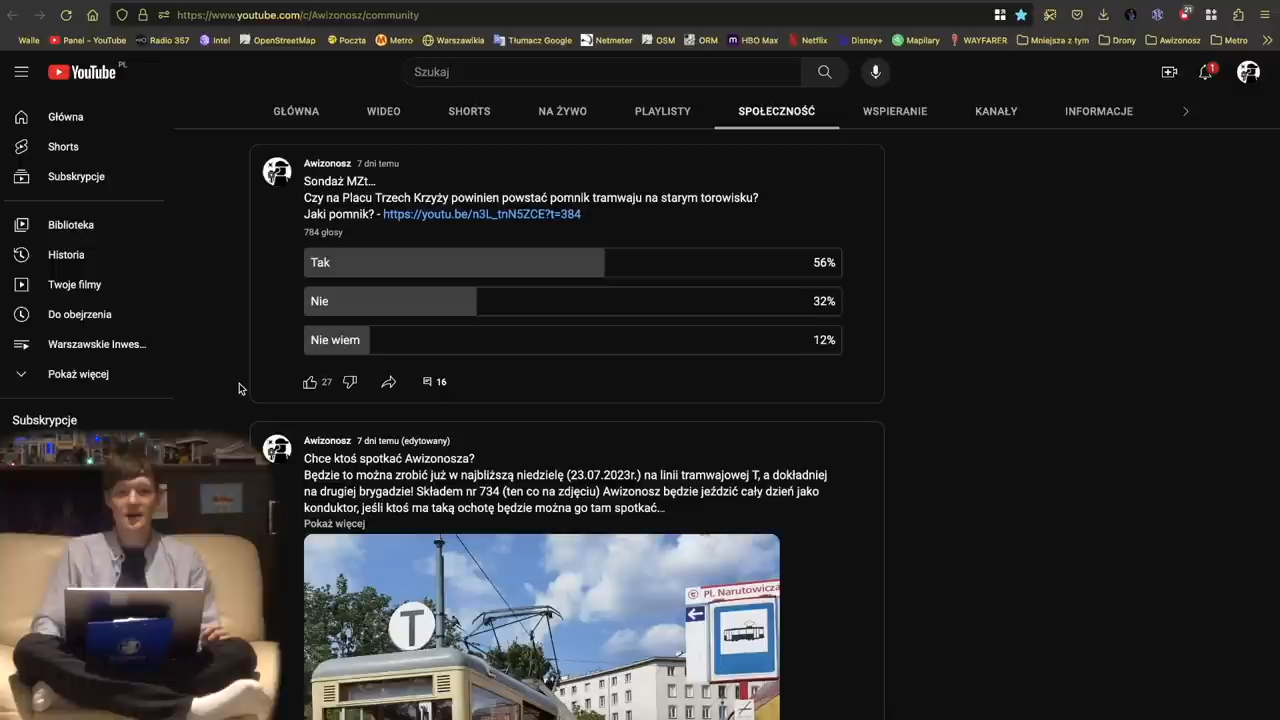 https://www.youtube.com/c/Awizonosz/community
21
Walle
Panel – YouTube
Radio 357
Intel
OpenStreetMap
Poczta
Metro
Warszawikia
Tłumacz Google
Netmeter
OSM
ORM
HBO Max
Netflix
Disney+
Mapilary
WAYFARER
Mniejsza z tym
Drony
Awizonosz
Metro
YouTube PL
Szukaj
1
GŁÓWNA
WIDEO
SHORTS
NA ŻYWO
PLAYLISTY
SPOŁECZNOŚĆ
WSPIERANIE
KANAŁY
INFORMACJE
Główna
Shorts
Subskrypcje
Biblioteka
Historia
Twoje filmy
Do obejrzenia
Warszawskie Inwes...
Pokaż więcej
Subskrypcje
Awizonosz 7 dni temu
Sondaż MZt...
Czy na Placu Trzech Krzyży powinien powstać pomnik tramwaju na starym torowisku?
Jaki pomnik? - https://youtu.be/n3L_tnN5ZCE?t=384
784 głosy
Tak 56%
Nie 32%
Nie wiem 12%
27
16
Awizonosz 7 dni temu (edytowany)
Chce ktoś spotkać Awizonosza?
Będzie to można zrobić już w najbliższą niedzielę (23.07.2023r.) na linii tramwajowej T, a dokładniej
na drugiej brygadzie! Składem nr 734 (ten co na zdjęciu) Awizonosz będzie jeździć cały dzień jako
konduktor, jeśli ktoś ma taką ochotę będzie można go tam spotkać...
Pokaż więcej
T
Pl. Narutowicza